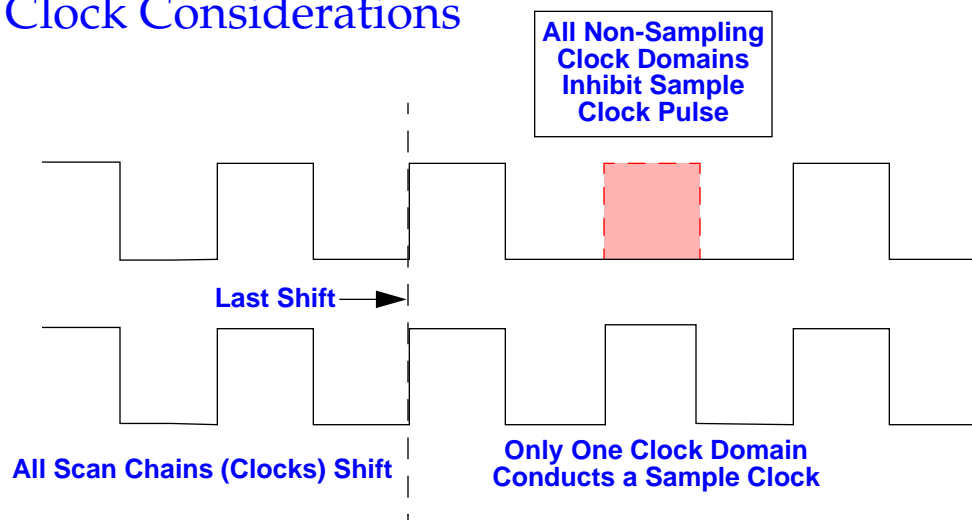 Clock Considerations
All Non-Sampling
Clock Domains
Inhibit Sample
Clock Pulse
Last Shift
All Scan Chains (Clocks) Shift
Only One Clock Domain
Conducts a Sample Clock